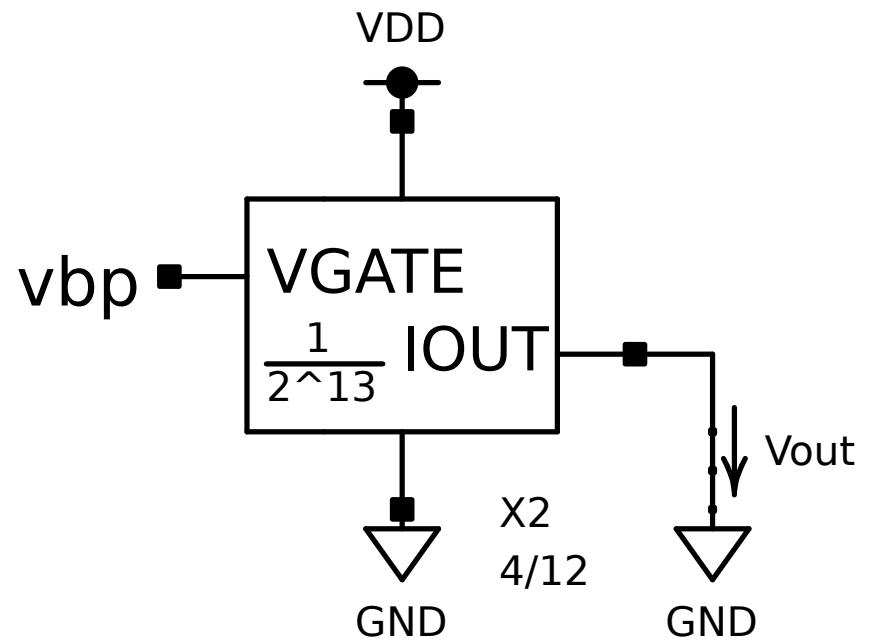 VDD
vbp
VGATE
1
2^13
IOUT
Vout
X2
4/12
GND
GND